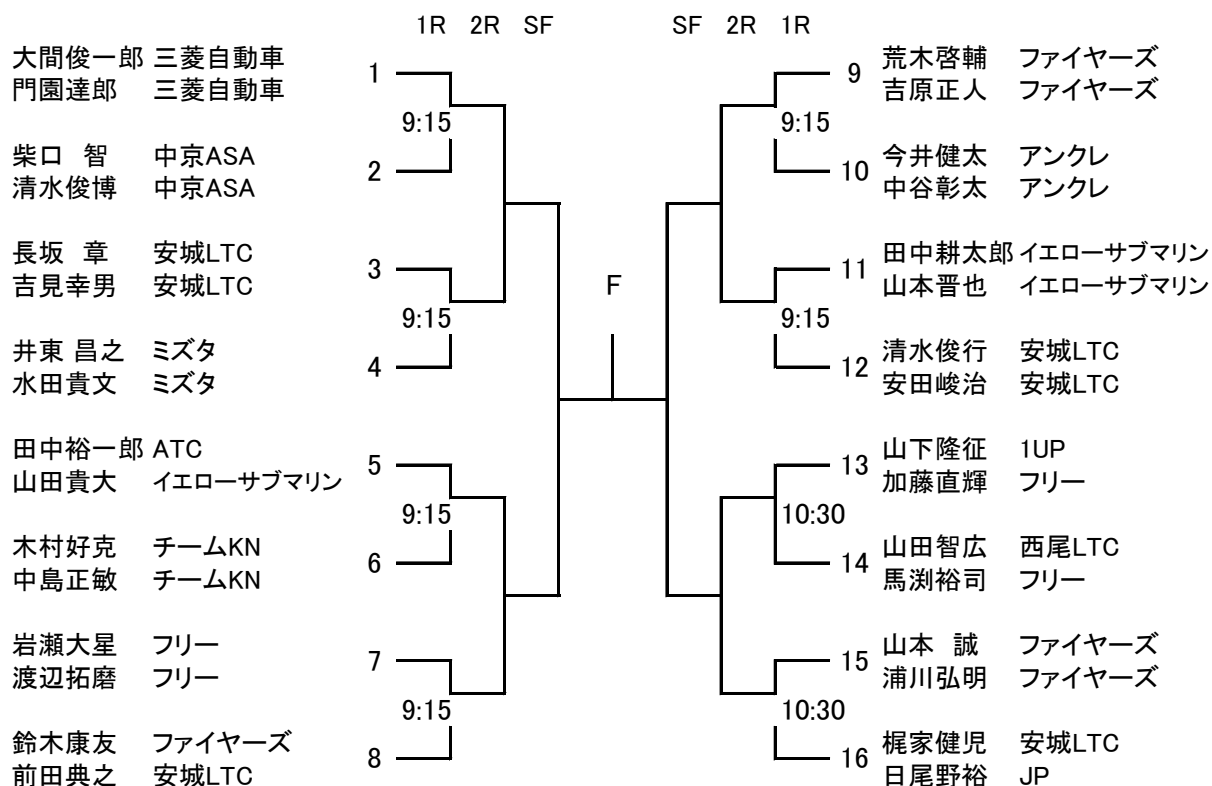 1R 2R SF
SF 2R 1R
大間俊一郎 三菱自動車
門園達郎 三菱自動車
1
9:15
柴口 智 中京ASA
清水俊博 中京ASA
2
長坂 章 安城LTC
吉見幸男 安城LTC
3
9:15
井東 昌之 ミズタ
水田貴文 ミズタ
4
田中裕一郎 ATC
山田貴大 イエローサブマリン
5
9:15
木村好克 チームKN
中島正敏 チームKN
6
岩瀬大星 フリー
渡辺拓磨 フリー
7
9:15
鈴木康友 ファイヤーズ
前田典之 安城LTC
8
F
9
荒木啓輔 ファイヤーズ
吉原正人 ファイヤーズ
9:15
10
今井健太 アンクレ
中谷彰太 アンクレ
11
田中耕太郎 イエローサブマリン
山本晋也 イエローサブマリン
9:15
12
清水俊行 安城LTC
安田峻治 安城LTC
13
山下隆征 1UP
加藤直輝 フリー
10:30
14
山田智広 西尾LTC
馬渕裕司 フリー
15
山本 誠 ファイヤーズ
浦川弘明 ファイヤーズ
10:30
16
梶家健児 安城LTC
日尾野裕 JP